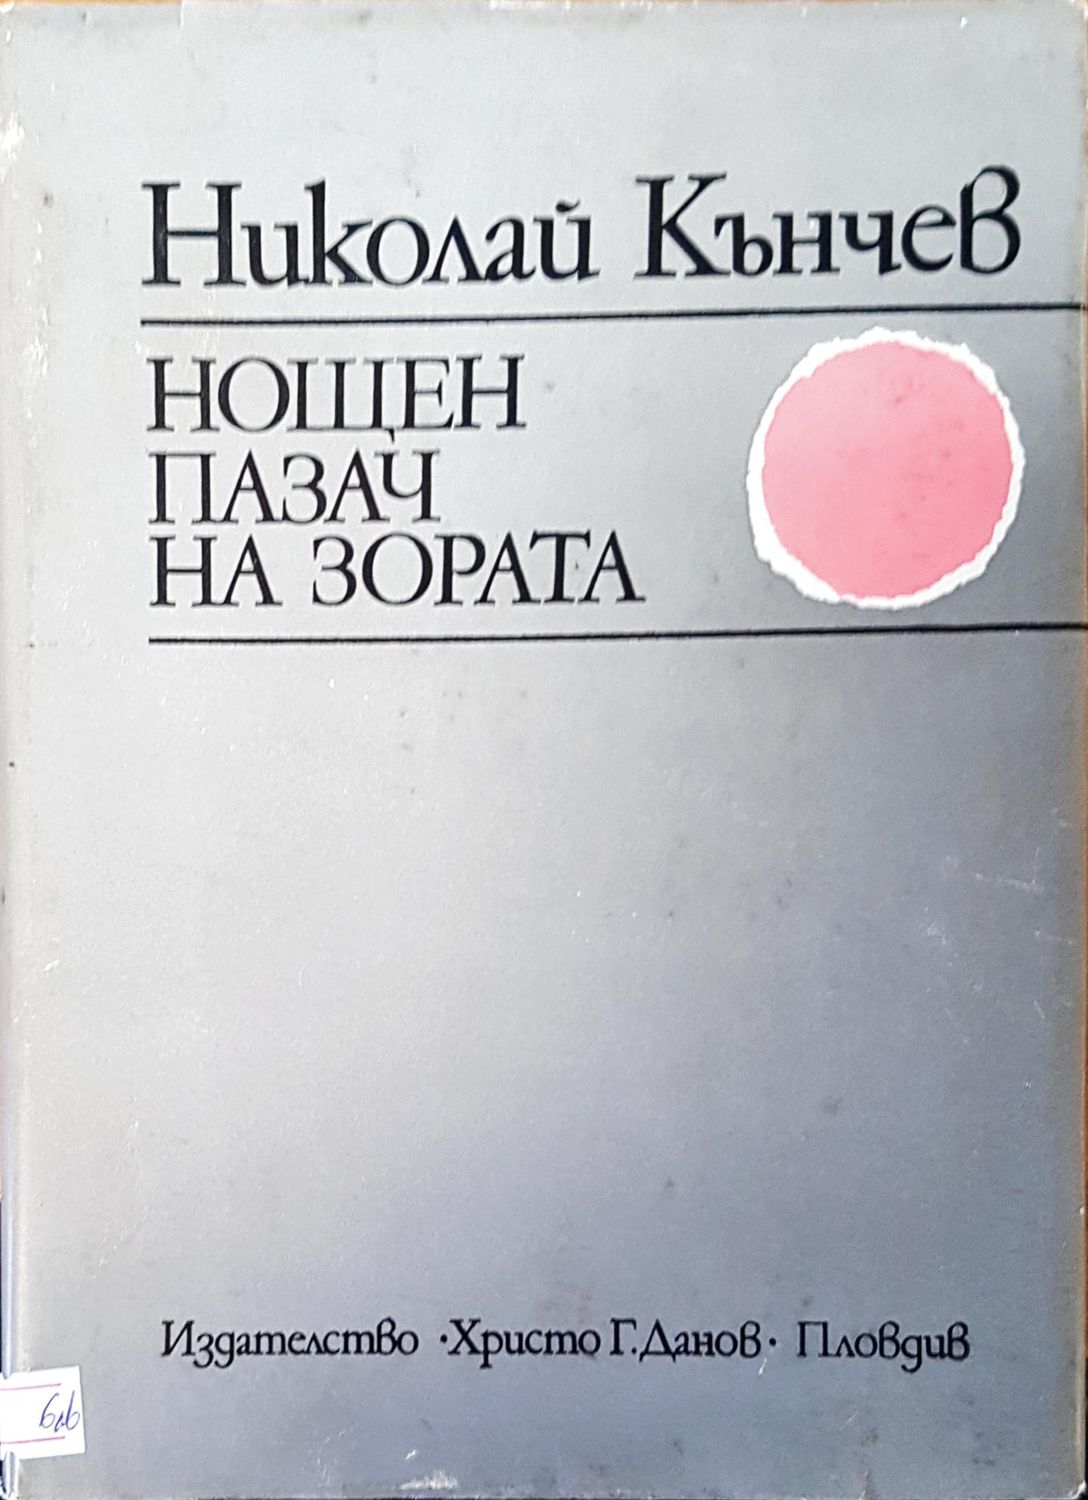 Николай Кънчев
НОЩЕН
ПАЗАЧ
НА ЗОРАТА
Издателство ·Христо Г.Данов· Пловдив